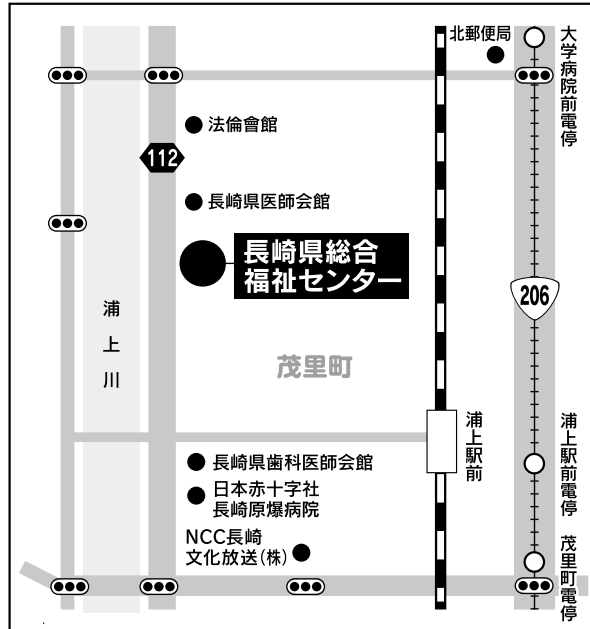 北郵便局
大学病院前電停
法倫會館
112
長崎県医師会館
長崎県総合
福祉センター
206
浦上川
茂里町
浦上駅前
浦上駅前電停
長崎県歯科医師会館
日本赤十字社
長崎原爆病院
NCC長崎
文化放送(株)
茂里町電停